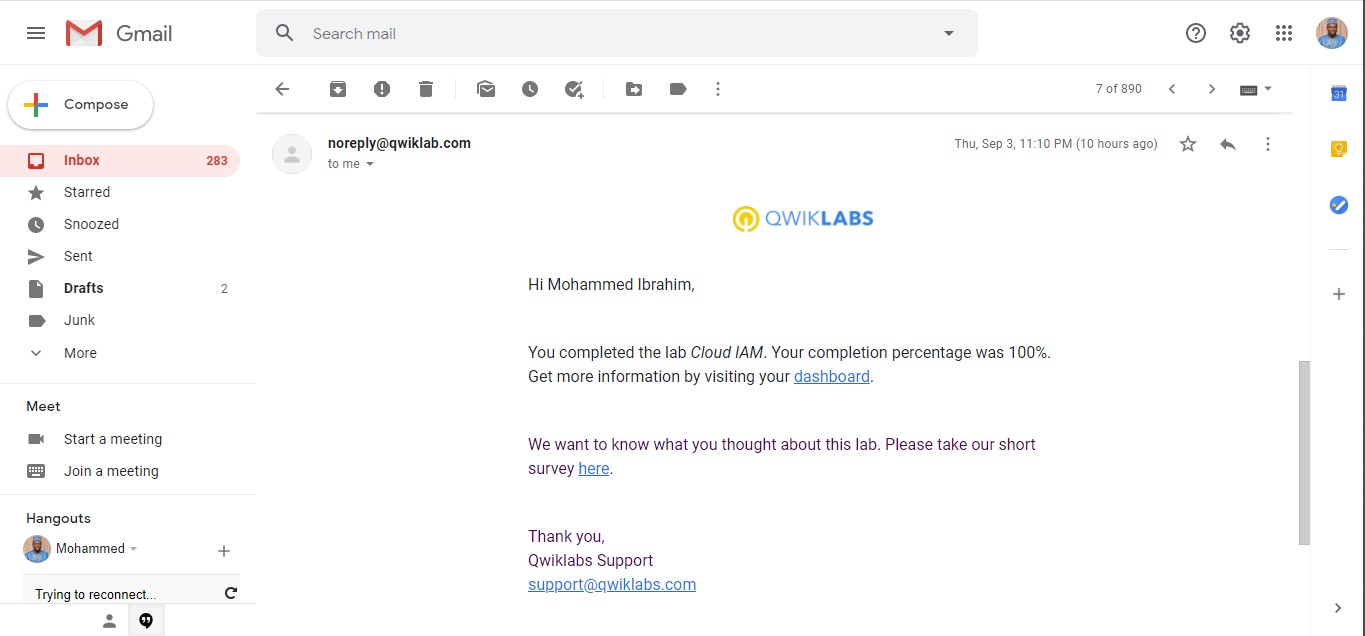 Gmail
Search mail
Compose
7 of 890
31
Inbox 283
Starred
Snoozed
Sent
Drafts 2
Junk
More
Meet
Start a meeting
Join a meeting
Hangouts
Mohammed
Trying to reconnect...
noreply@qwiklab.com
Thu, Sep 3, 11:10 PM (10 hours ago)
to me
QWIKLABS
Hi Mohammed Ibrahim,
You completed the lab Cloud IAM. Your completion percentage was 100%.
Get more information by visiting your dashboard.
We want to know what you thought about this lab. Please take our short
survey here.
Thank you,
Qwiklabs Support
support@qwiklabs.com